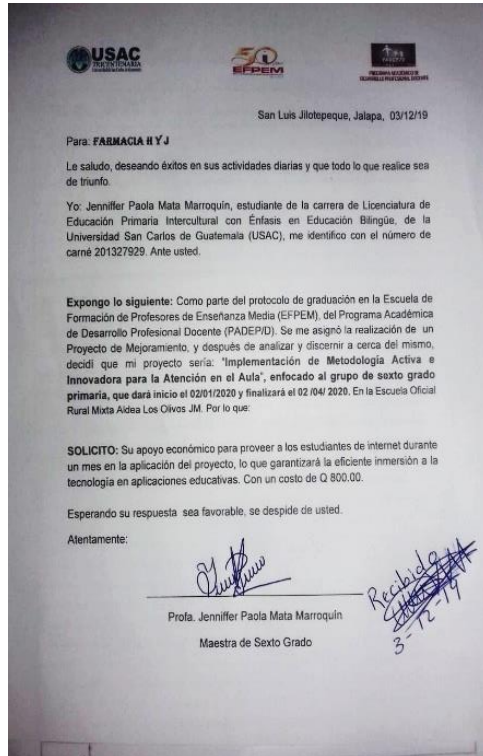 USAC
TRICENTENARIA
50
EFPEM
PROGRAMA ACADÉMICO DE
DESARROLLO PROFESIONAL DOCENTE
San Luis Jilotepeque, Jalapa, 03/12/19
Para: FARMACIA H Y J
Le saludo, deseando éxitos en sus actividades diarias y que todo lo que realice sea
de triunfo.
Yo: Jenniffer Paola Mata Marroquín, estudiante de la carrera de Licenciatura de
Educación Primaria Intercultural con Énfasis en Educación Bilingüe, de la
Universidad San Carlos de Guatemala (USAC), me identifico con el número de
carné 201327929. Ante usted.
Expongo lo siguiente: Como parte del protocolo de graduación en la Escuela de
Formación de Profesores de Enseñanza Media (EFPEM), del Programa Académica
de Desarrollo Profesional Docente (PADEP/D). Se me asignó la realización de un
Proyecto de Mejoramiento, y después de analizar y discernir a cerca del mismo,
decidí que mi proyecto sería: "Implementación de Metodología Activa e
Innovadora para la Atención en el Aula", enfocado al grupo de sexto grado
primaria, que dará inicio el 02/01/2020 y finalizará el 02 /04/ 2020. En la Escuela Oficial
Rural Mixta Aldea Los Olivos JM. Por lo que:
SOLICITO: Su apoyo económico para proveer a los estudiantes de internet durante
un mes en la aplicación del proyecto, lo que garantizará la eficiente inmersión a la
tecnología en aplicaciones educativas. Con un costo de Q 800.00.
Esperando su respuesta sea favorable, se despide de usted.
Atentamente:
Recibido
3-12-19
Profa. Jenniffer Paola Mata Marroquín
Maestra de Sexto Grado